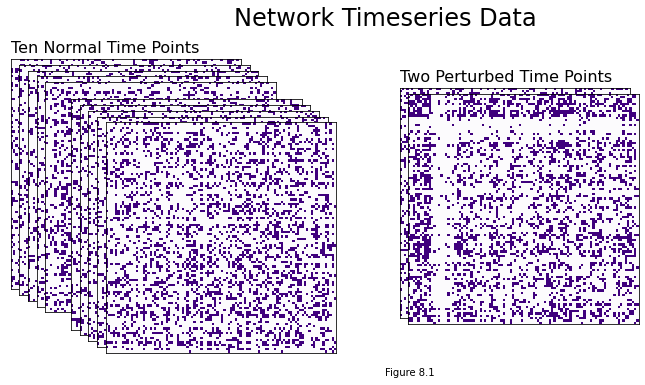 Network Timeseries Data
Ten Normal Time Points
Two Perturbed Time Points
Figure 8.1